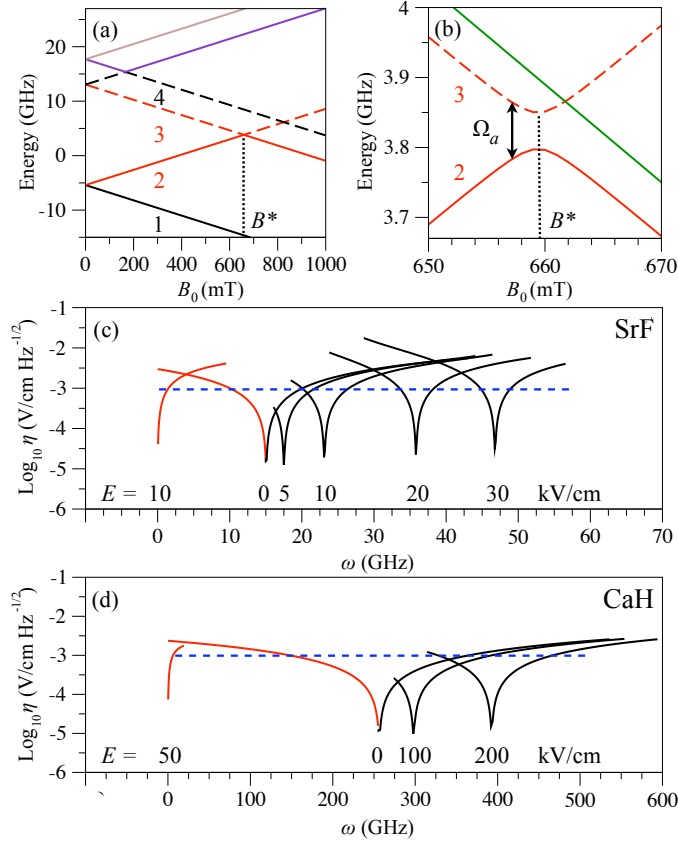 (a)
Energy (GHz)
20
10
0
-10
4
3
2
1
B*
0 200 400 600 800 1000
B₀ (mT)
(b)
Energy (GHz)
4
3.9
3.8
3.7
3
Ωₐ
2
B*
650 660 670
B₀ (mT)
(c)
SrF
Log₁₀ η (V/cm Hz⁻¹/²)
-1
-2
-3
-4
-5
-6
E = 10 0 5 10 20 30 kV/cm
0 10 20 30 40 50 60 70
ω (GHz)
(d)
CaH
Log₁₀ η (V/cm Hz⁻¹/²)
-1
-2
-3
-4
-5
-6
E = 50 0 100 200 kV/cm
0 100 200 300 400 500 600
ω (GHz)